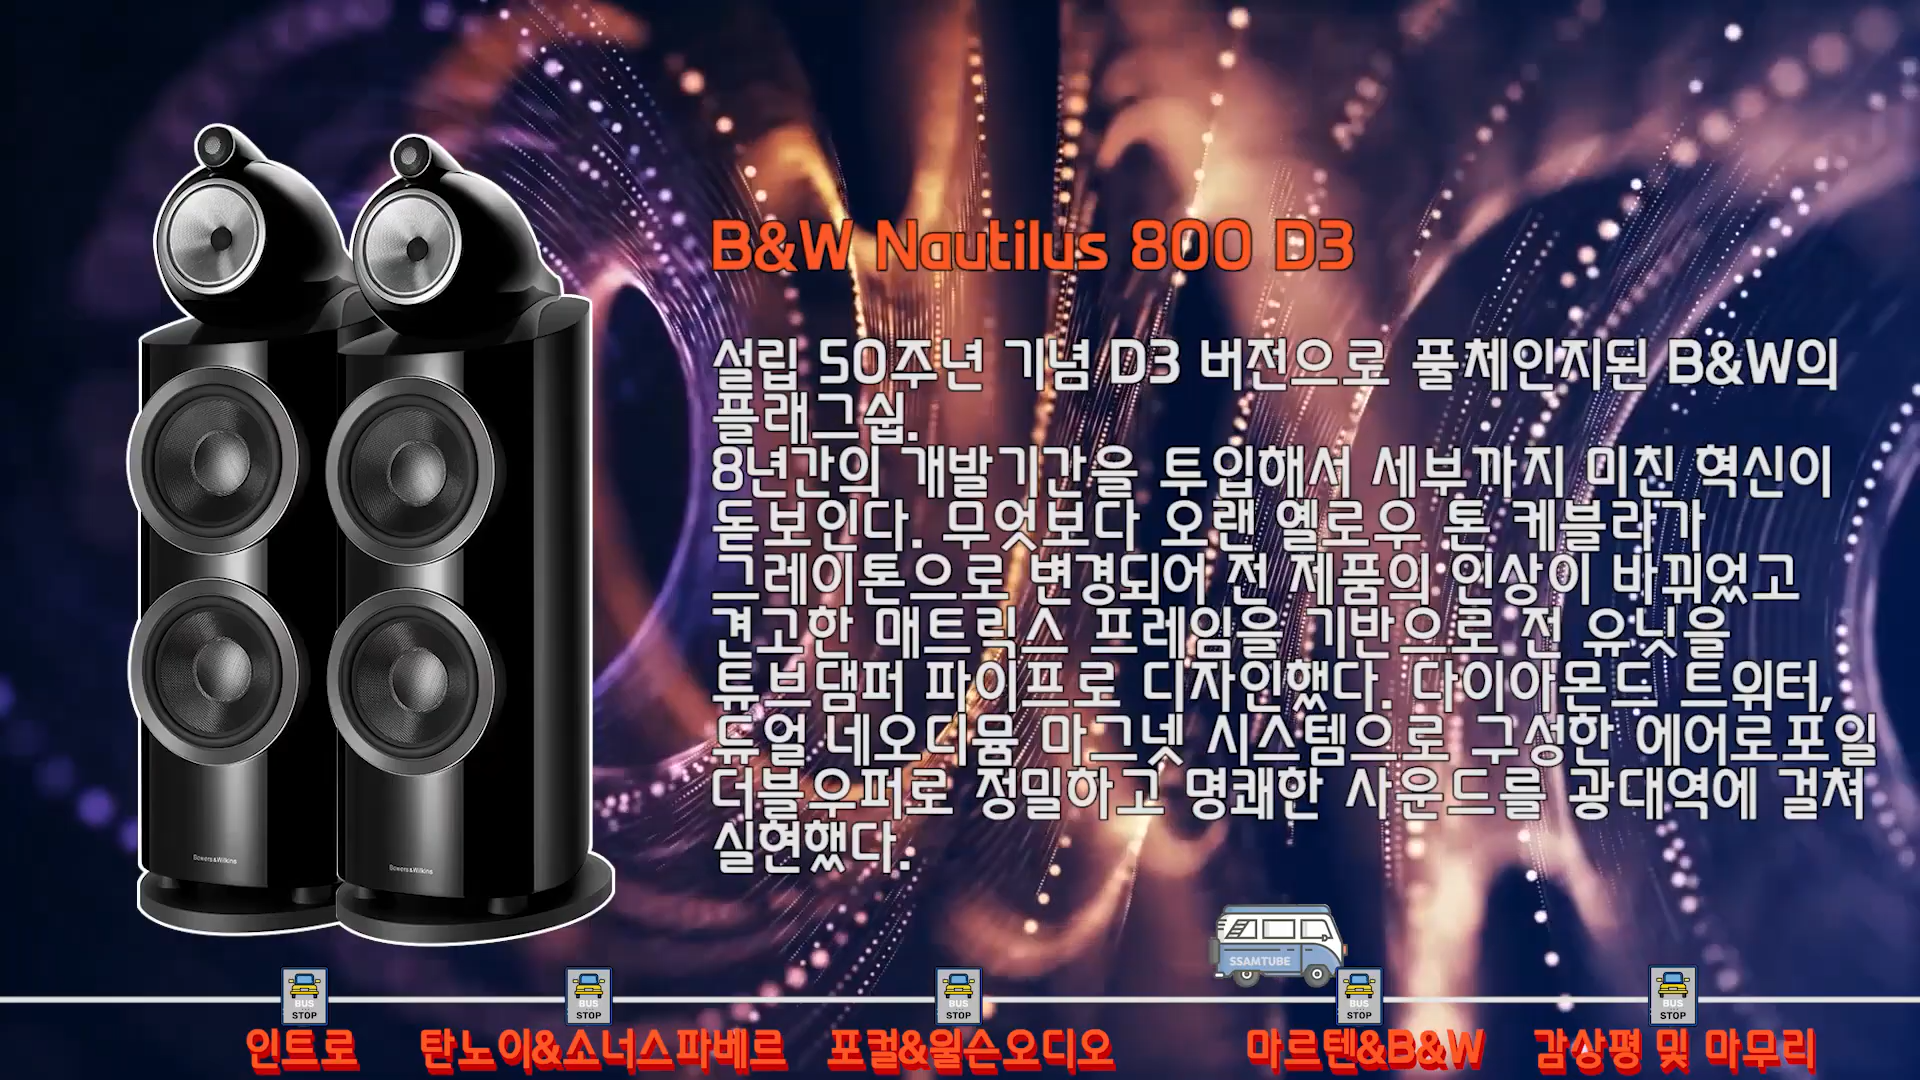 B&W Nautilus 800 D3
설립 50주년 기념 D3 버전으로 풀체인지된 B&W의
플래그쉽.
8년간의 개발기간을 투입해서 세부까지 미친 혁신이
돋보인다. 무엇보다 오랜 옐로우 톤 케블라가
그레이톤으로 변경되어 전 제품의 인상이 바뀌었고
견고한 매트릭스 프레임을 기반으로 전 유닛을
튜브댐퍼 파이프로 디자인했다. 다이아몬드 트위터,
듀얼 네오디뮴 마그넷 시스템으로 구성한 에어로포일
더블우퍼로 정밀하고 명쾌한 사운드를 광대역에 걸쳐
실현했다.
Bowers & Wilkins
Bowers & Wilkins
SSAMTUBE
BUS
STOP
BUS
STOP
BUS
STOP
BUS
STOP
BUS
STOP
인트로
탄노이&소너스파베르
포컬&윌슨오디오
마르텐&B&W
감상평 및 마무리